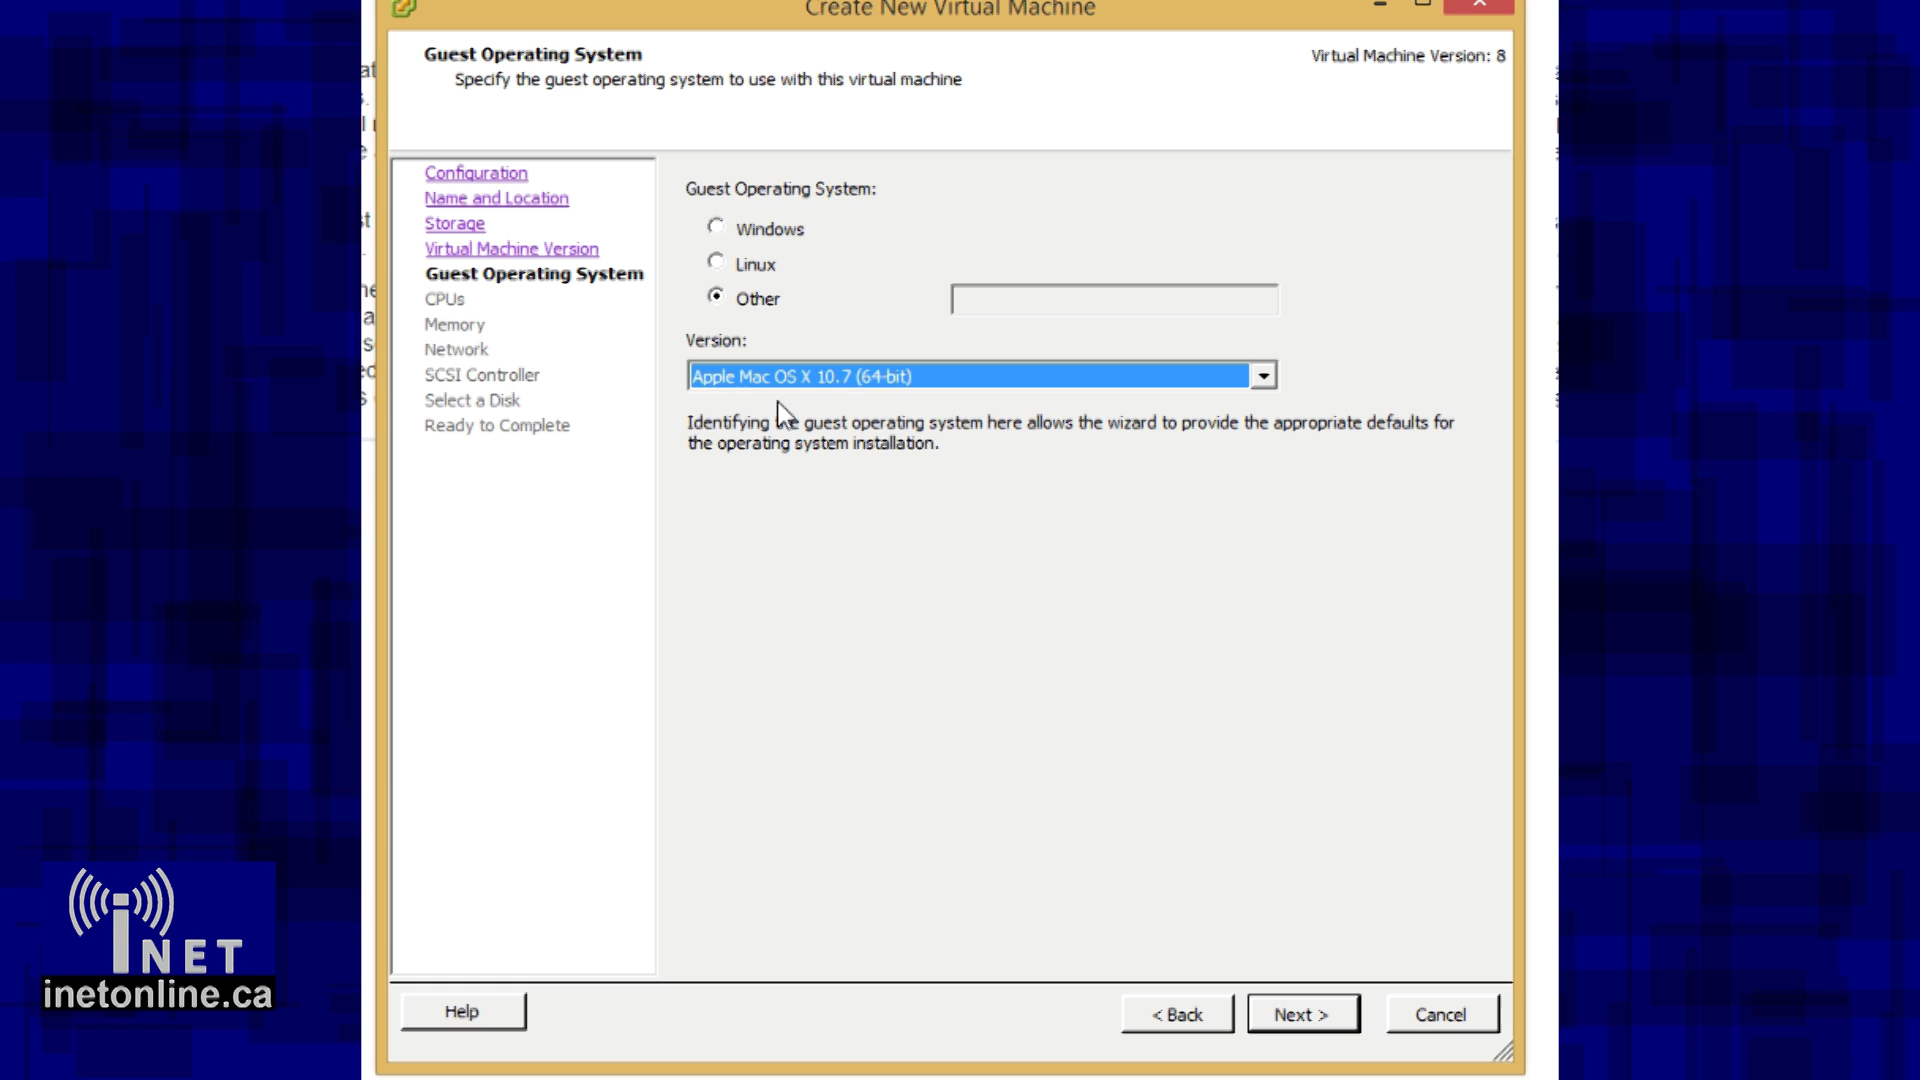 Create New Virtual Machine
Guest Operating System
Virtual Machine Version: 8
Specify the guest operating system to use with this virtual machine
Configuration
Name and Location
Storage
Virtual Machine Version
Guest Operating System
CPUs
Memory
Network
SCSI Controller
Select a Disk
Ready to Complete
Guest Operating System:
Windows
Linux
Other
Version:
Apple Mac OS X 10.7 (64-bit)
Identifying the guest operating system here allows the wizard to provide the appropriate defaults for
the operating system installation.
Help
< Back
Next >
Cancel
iNET
inetonline.ca